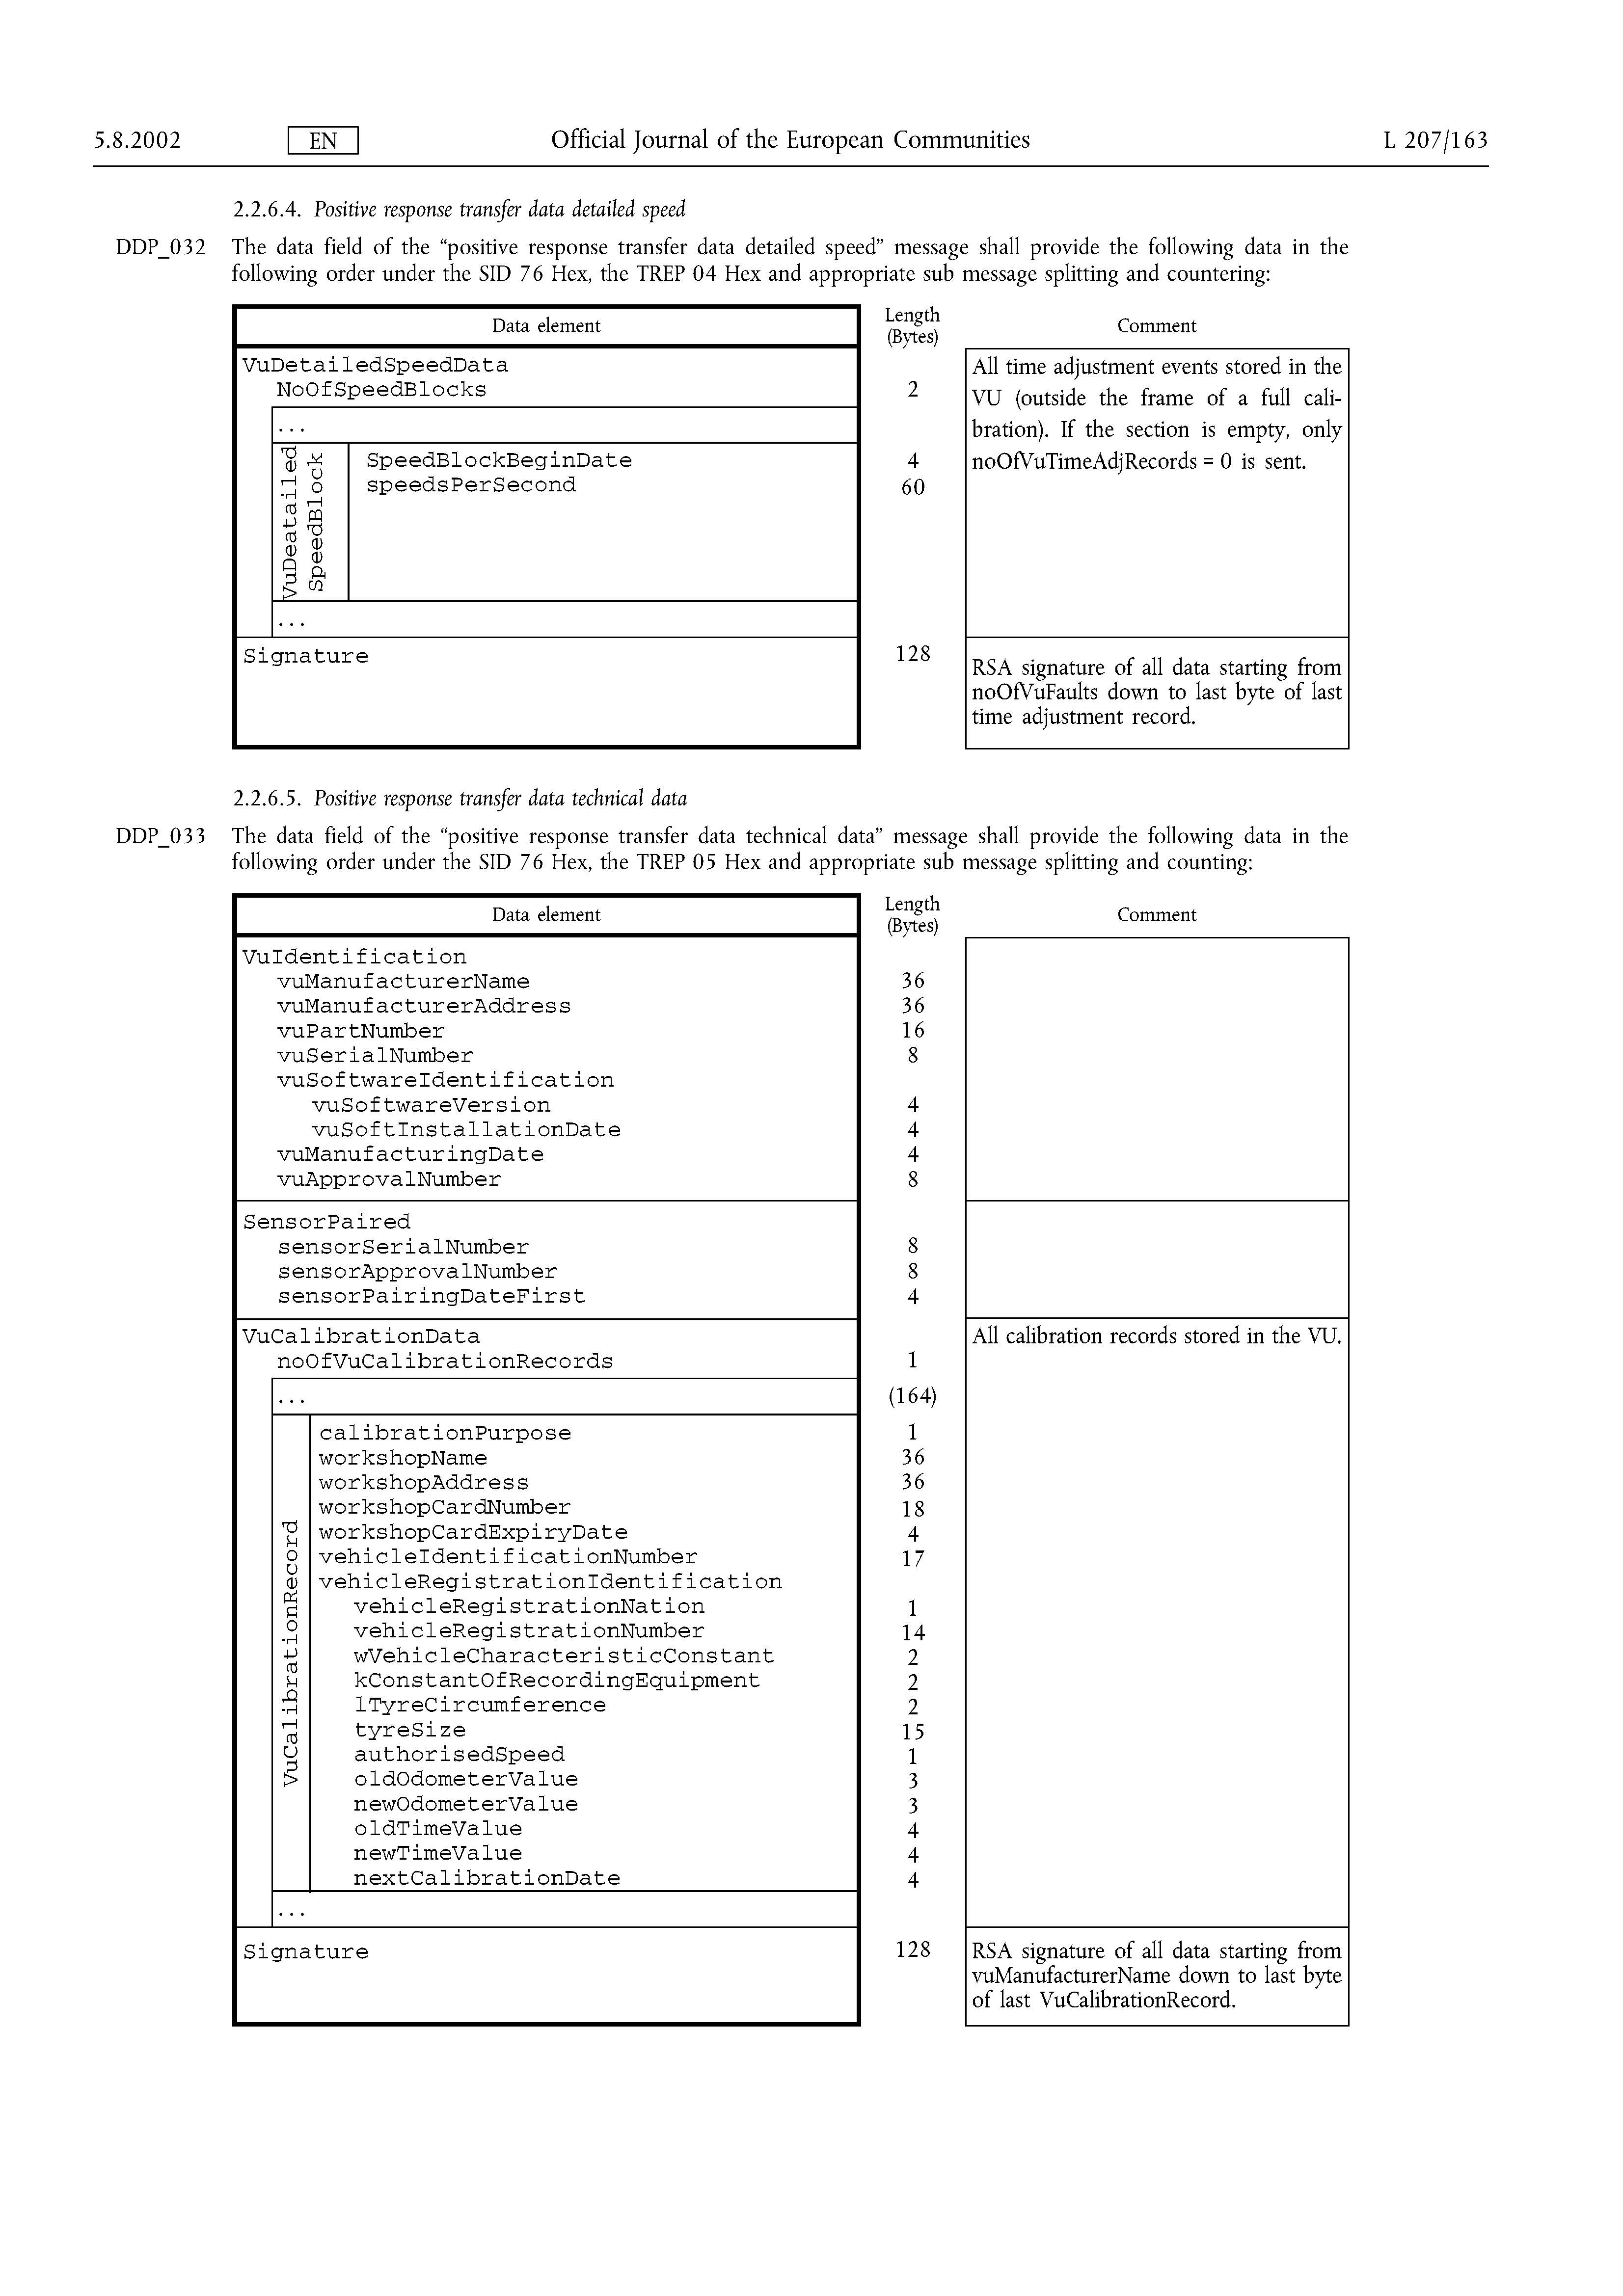 5.8.2002 EN Official Journal of the European Communities L 207/163
2.2.6.4. Positive response transfer data detailed speed
DDP_032 The data field of the “positive response transfer data detailed speed” message shall provide the following data in the
following order under the SID 76 Hex, the TREP 04 Hex and appropriate sub message splitting and countering:
Data element Length (Bytes) Comment
VuDetailedSpeedData
NoOfSpeedBlocks 2
...
VuDeatailed
SpeedBlock
SpeedBlockBeginDate 4
speedsPerSecond 60
...
All time adjustment events stored in the
VU (outside the frame of a full cali-
bration). If the section is empty, only
noOfVuTimeAdjRecords = 0 is sent.
Signature 128
RSA signature of all data starting from
noOfVuFaults down to last byte of last
time adjustment record.
2.2.6.5. Positive response transfer data technical data
DDP_033 The data field of the “positive response transfer data technical data” message shall provide the following data in the
following order under the SID 76 Hex, the TREP 05 Hex and appropriate sub message splitting and counting:
Data element Length (Bytes) Comment
VuIdentification
vuManufacturerName 36
vuManufacturerAddress 36
vuPartNumber 16
vuSerialNumber 8
vuSoftwareIdentification
vuSoftwareVersion 4
vuSoftInstallationDate 4
vuManufacturingDate 4
vuApprovalNumber 8
SensorPaired
sensorSerialNumber 8
sensorApprovalNumber 8
sensorPairingDateFirst 4
VuCalibrationData All calibration records stored in the VU.
noOfVuCalibrationRecords 1
... (164)
VuCalibrationRecord
calibrationPurpose 1
workshopName 36
workshopAddress 36
workshopCardNumber 18
workshopCardExpiryDate 4
vehicleIdentificationNumber 17
vehicleRegistrationIdentification
vehicleRegistrationNation 1
vehicleRegistrationNumber 14
wVehicleCharacteristicConstant 2
kConstantOfRecordingEquipment 2
lTyreCircumference 2
tyreSize 15
authorisedSpeed 1
oldOdometerValue 3
newOdometerValue 3
oldTimeValue 4
newTimeValue 4
nextCalibrationDate 4
...
Signature 128 RSA signature of all data starting from
vuManufacturerName down to last byte
of last VuCalibrationRecord.